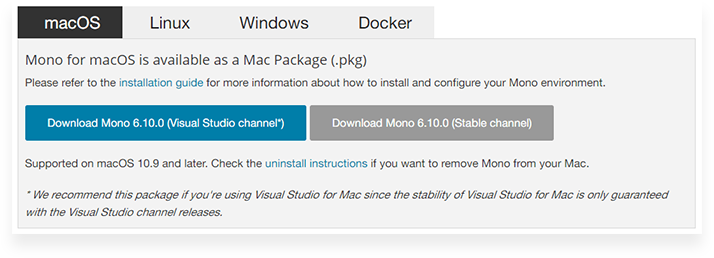 macOS Linux Windows Docker
Mono for macOS is available as a Mac Package (.pkg)
Please refer to the installation guide for more information about how to install and configure your Mono environment.
Download Mono 6.10.0 (Visual Studio channel*) Download Mono 6.10.0 (Stable channel)
Supported on macOS 10.9 and later. Check the uninstall instructions if you want to remove Mono from your Mac.
* We recommend this package if you're using Visual Studio for Mac since the stability of Visual Studio for Mac is only guaranteed
with the Visual Studio channel releases.